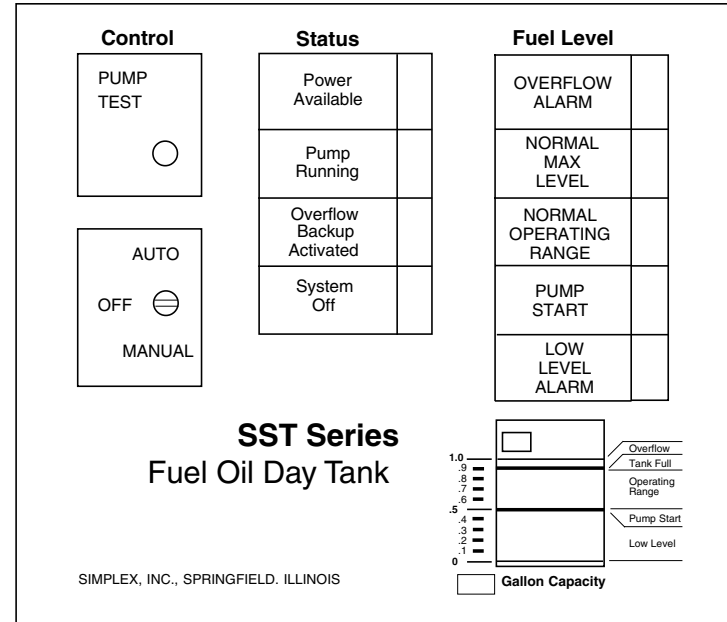 Control
PUMP
TEST
AUTO
OFF
MANUAL
Status
Power
Available
Pump
Running
Overflow
Backup
Activated
System
Off
Fuel Level
OVERFLOW
ALARM
NORMAL
MAX
LEVEL
NORMAL
OPERATING
RANGE
PUMP
START
LOW
LEVEL
ALARM
SST Series
Fuel Oil Day Tank
1.0
.9
.8
.7
.6
.5
.4
.3
.2
.1
0
Overflow
Tank Full
Operating
Range
Pump Start
Low Level
Gallon Capacity
SIMPLEX, INC., SPRINGFIELD. ILLINOIS